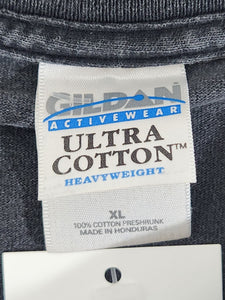 GILDAN
ACTIVEWEAR
ULTRA
COTTON™
HEAVYWEIGHT
XL
100% COTTON PRESHRUNK
MADE IN HONDURAS